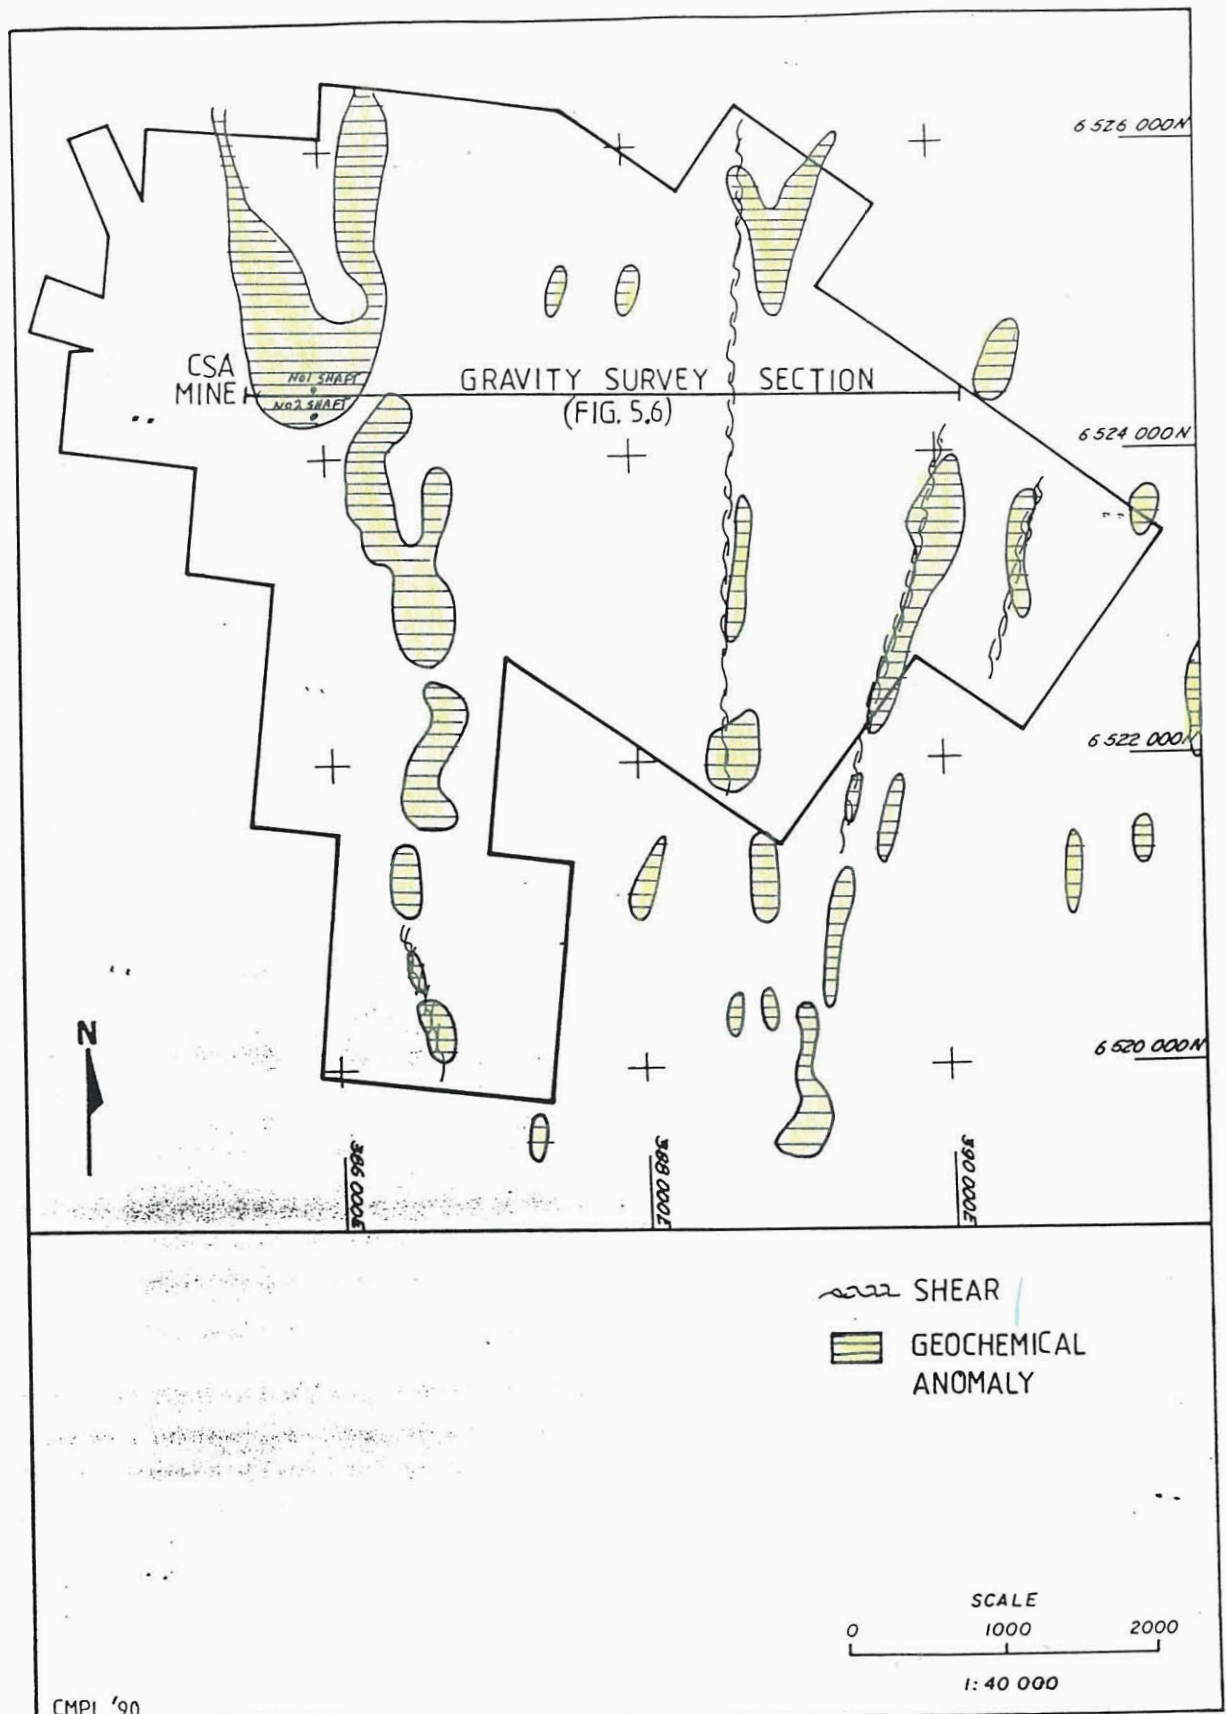 6 526 000N
CSA
MINE
NO1 SHAFT
NO2 SHAFT
GRAVITY SURVEY SECTION
(FIG. 5.6)
6 524 000N
6 522 000N
6 520 000N
N
386 000E
388 000E
390 000E
SHEAR
GEOCHEMICAL
ANOMALY
SCALE
0 1000 2000
1: 40 000
CMPL '90